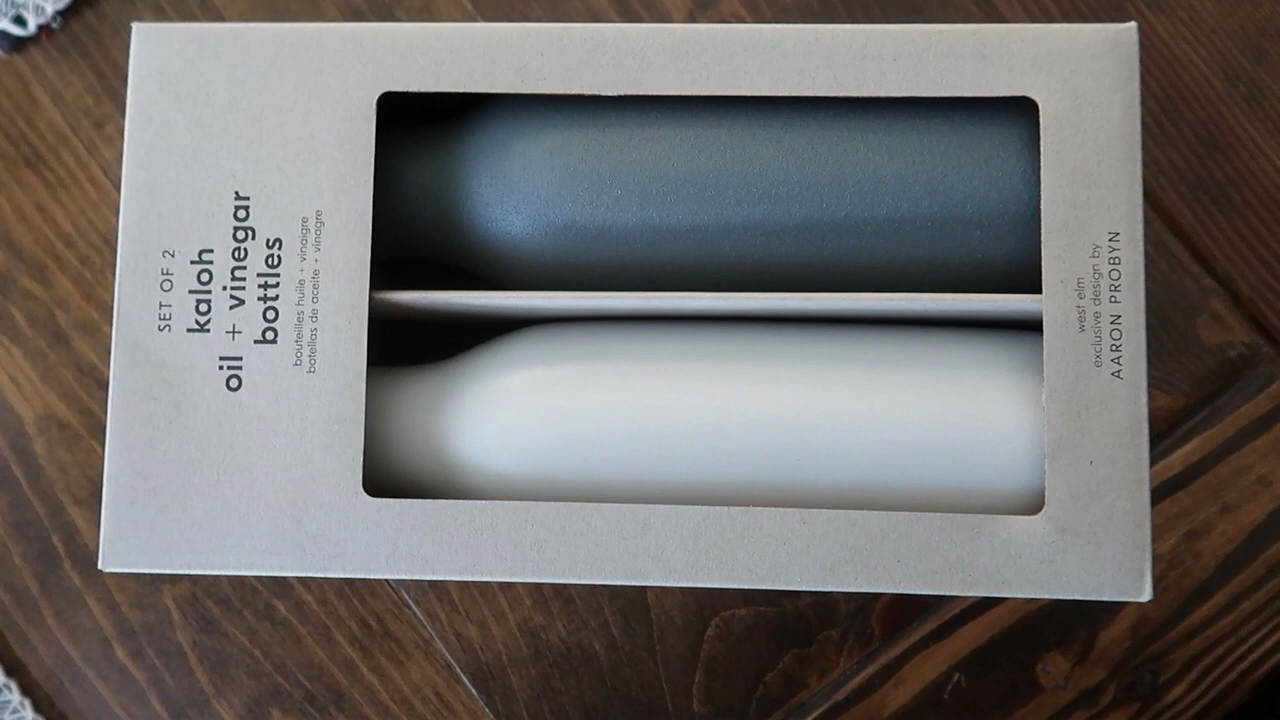 SET OF 2
kaloh
oil + vinegar
bottles
bouteilles huile + vinaigre
botellas de aceite + vinagre
west elm
exclusive design by
AARON PROBYN